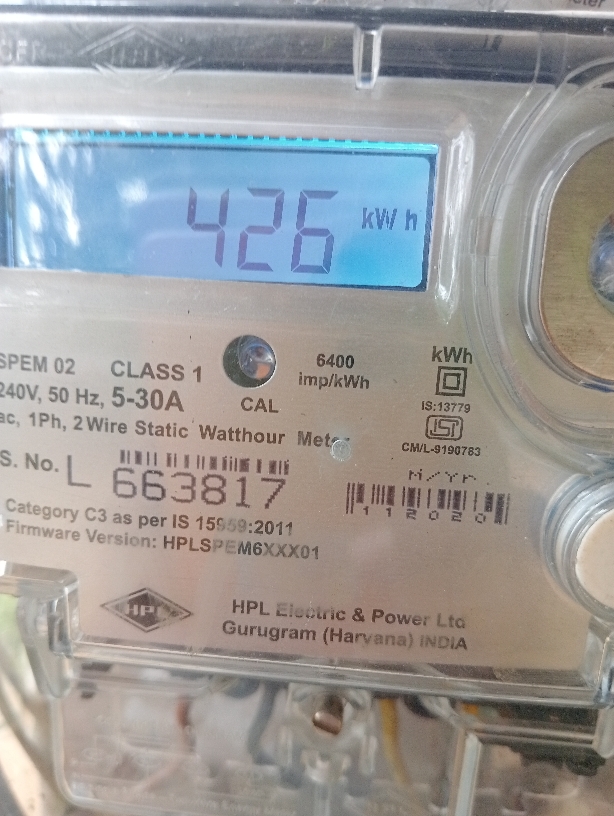 426 kWh
SPEM 02 CLASS 1
6400
imp/kWh
kWh
240V, 50 Hz, 5-30A
CAL
IS:13779
ISI
CM/L-9190783
ac, 1Ph, 2 Wire Static Watthour Meter
S. No. L 663817
M/Yr.
112020
Category C3 as per IS 15959:2011
Firmware Version: HPLSPEM6XXX01
HPL
HPL Electric & Power Ltd
Gurugram (Haryana) INDIA